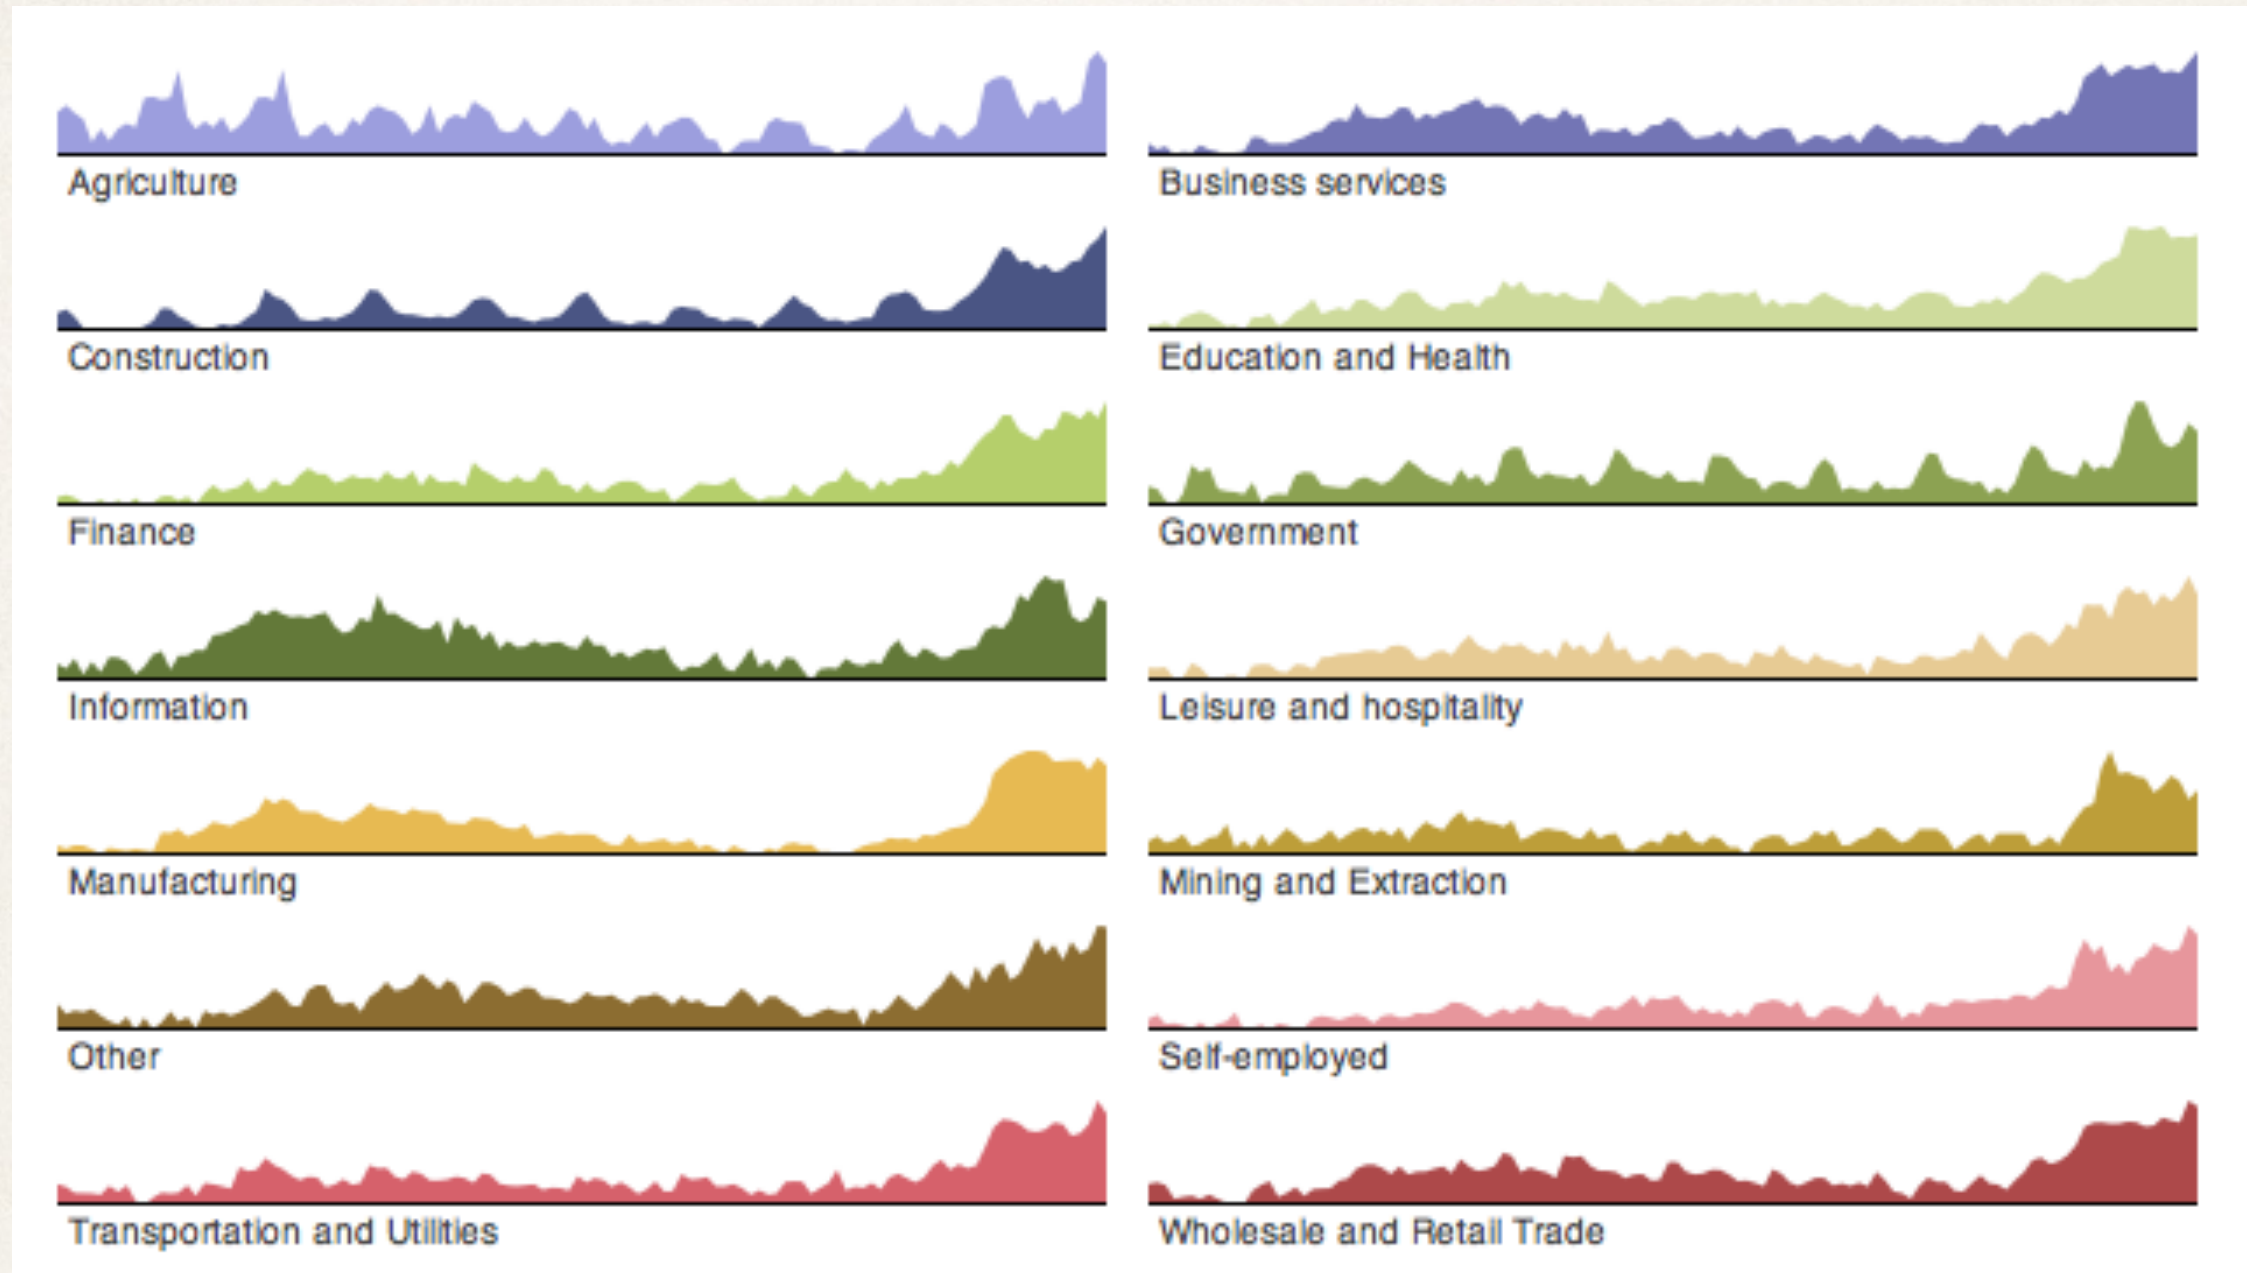 Agriculture
Business services
Construction
Education and Health
Finance
Government
Information
Leisure and hospitality
Manufacturing
Mining and Extraction
Other
Self-employed
Transportation and Utilities
Wholesale and Retail Trade